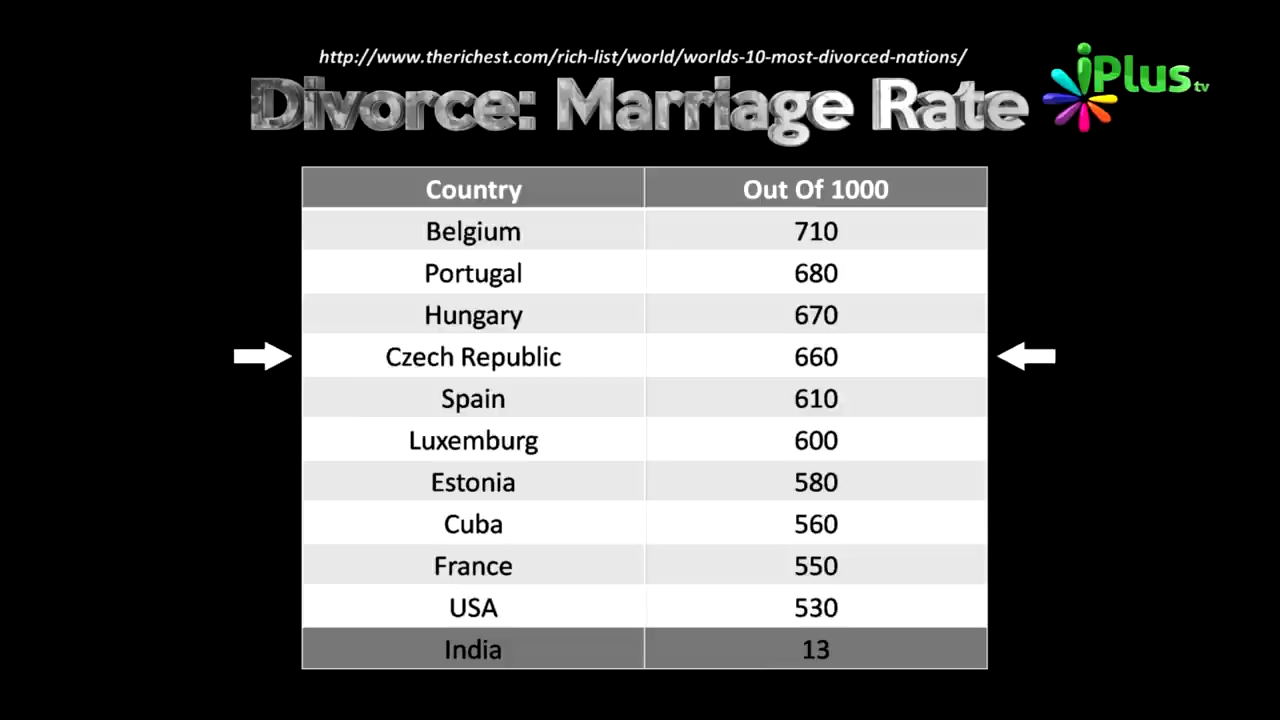 http://www.therichest.com/rich-list/world/worlds-10-most-divorced-nations/
Divorce: Marriage Rate
iPlus tv
Country Out Of 1000
Belgium 710
Portugal 680
Hungary 670
Czech Republic 660
Spain 610
Luxemburg 600
Estonia 580
Cuba 560
France 550
USA 530
India 13